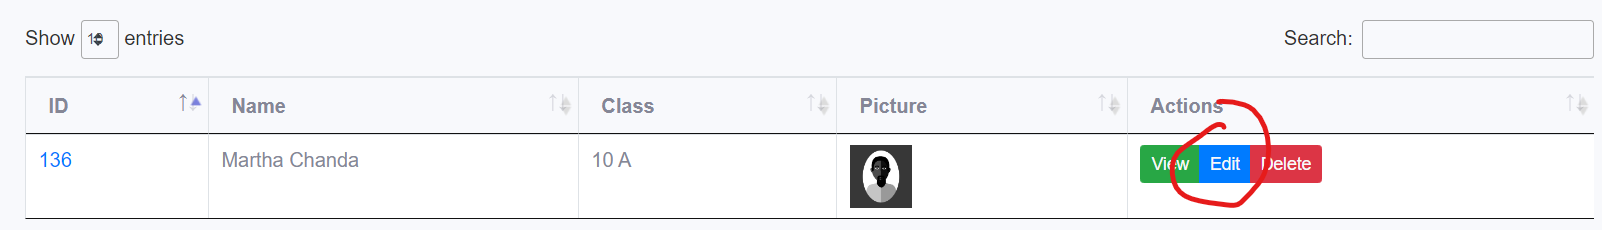 Show 10 entries Search:
ID Name Class Picture Actions
136 Martha Chanda 10 A View Edit Delete